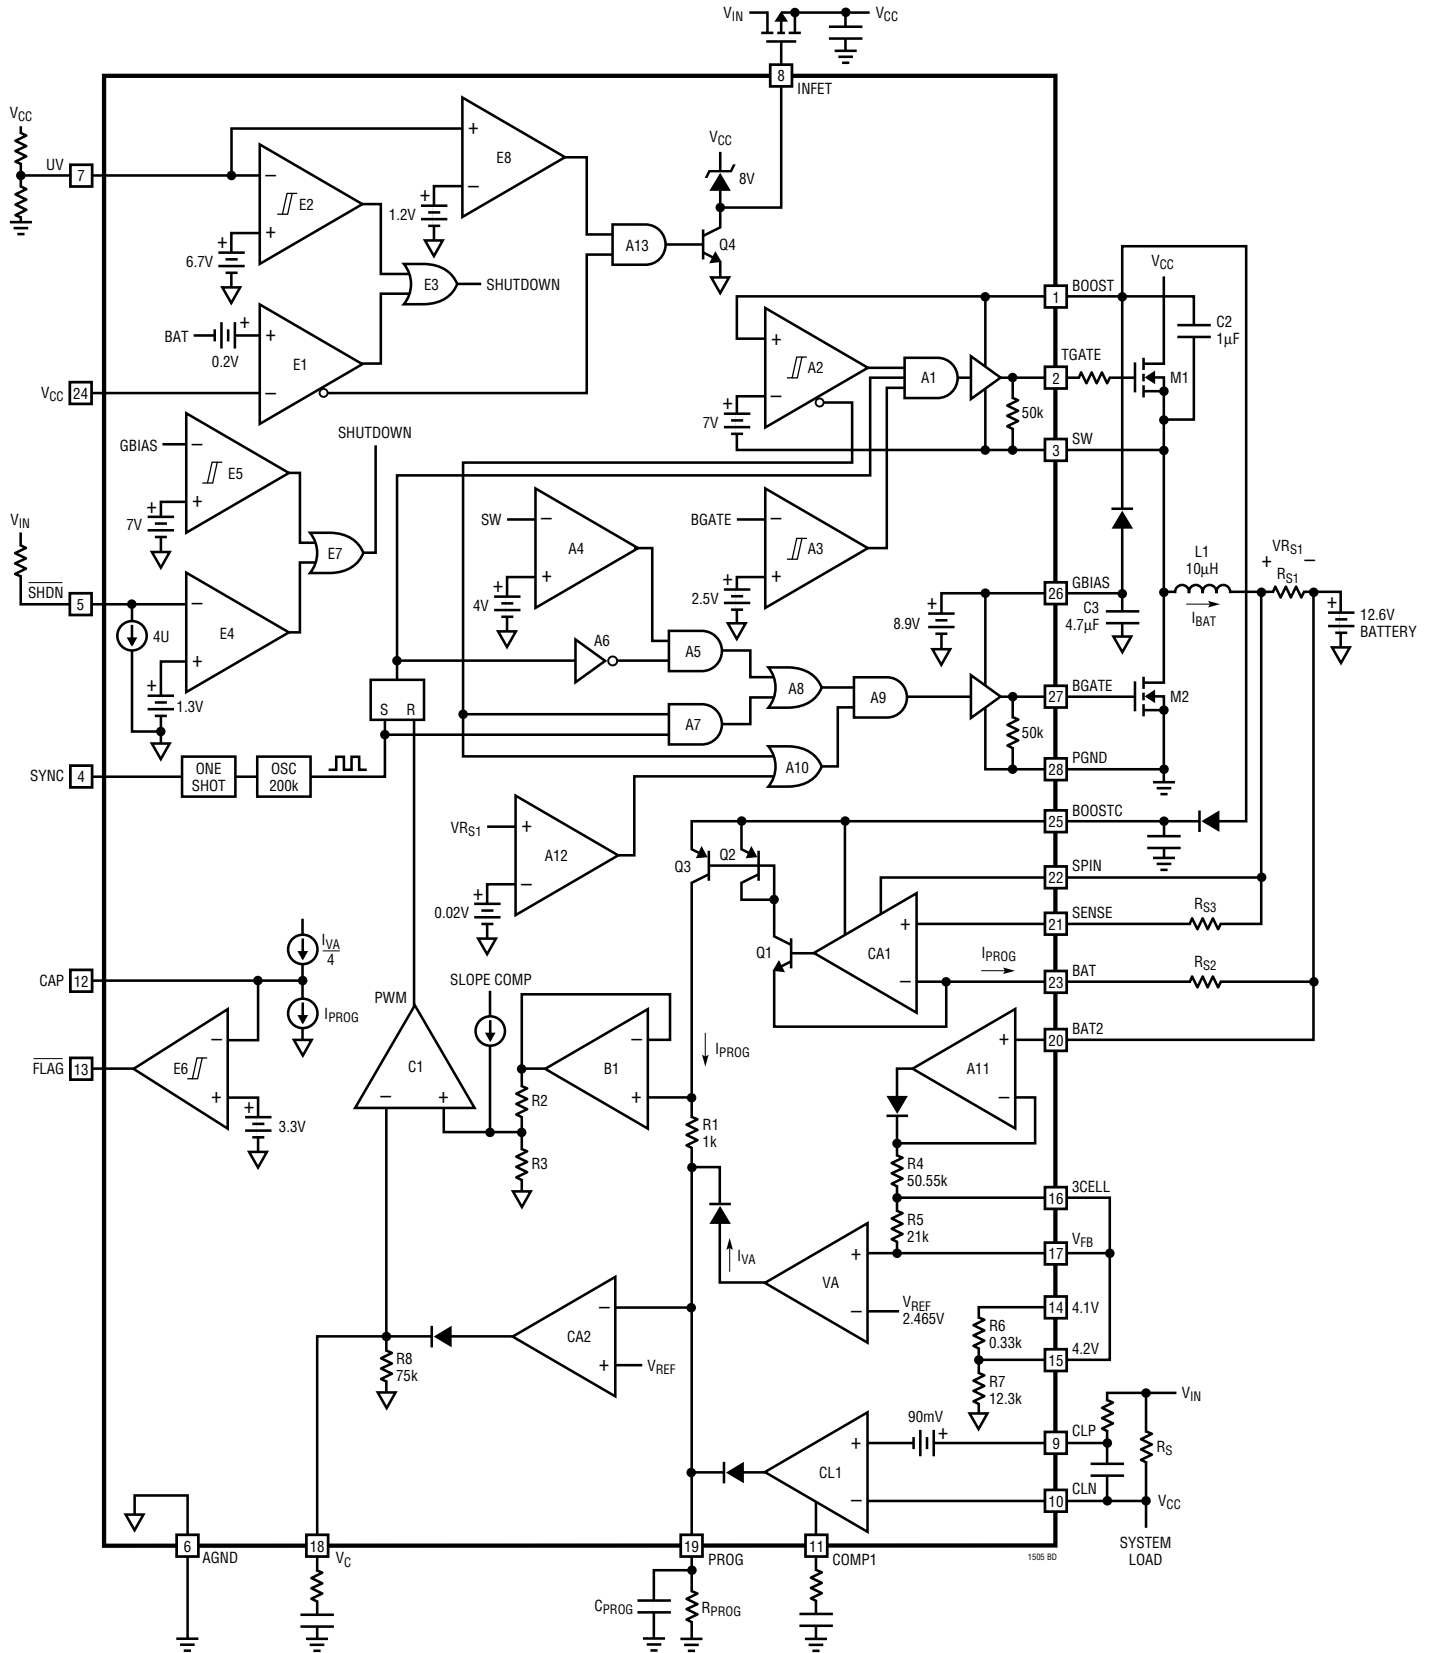 VIN
VCC
8
INFET
VCC
UV
7
−
E2
+
6.7V
+
+
E8
−
1.2V
+
VCC
8V
Q4
A13
E3
SHUTDOWN
BAT
+
0.2V
+
E1
−
VCC
24
GBIAS
−
E5
+
7V
+
SHUTDOWN
E7
VIN
SHDN
5
4U
−
E4
+
+
1.3V
SYNC
4
ONE
SHOT
OSC
200k
S
R
+
A2
−
+
7V
A1
50k
1
BOOST
TGATE
2
3
SW
VCC
C2
1µF
M1
SW
−
A4
+
+
4V
BGATE
−
A3
+
+
2.5V
A6
A5
A7
A8
A9
A10
+
8.9V
26
GBIAS
C3
4.7µF
L1
10µH
IBAT
+
VRS1
−
RS1
+
12.6V
BATTERY
27
BGATE
M2
50k
28
PGND
VRS1
+
A12
−
+
0.02V
Q3
Q2
Q1
25
BOOSTC
22
SPIN
21
SENSE
RS3
+
CA1
−
IPROG
23
BAT
RS2
20
BAT2
+
A11
−
CAP
12
IVA
4
IPROG
FLAG
13
E6
−
+
+
3.3V
PWM
C1
−
+
SLOPE COMP
−
B1
+
R2
R3
IPROG
R1
1k
R4
50.55k
R5
21k
16
3CELL
17
VFB
IVA
+
VA
−
VREF
2.465V
14
4.1V
R6
0.33k
15
4.2V
R7
12.3k
−
CA2
+
VREF
R8
75k
90mV
+
+
CL1
−
9
CLP
10
CLN
VIN
RS
VCC
SYSTEM
LOAD
6
AGND
18
VC
19
PROG
11
COMP1
1505 BD
CPROG
RPROG